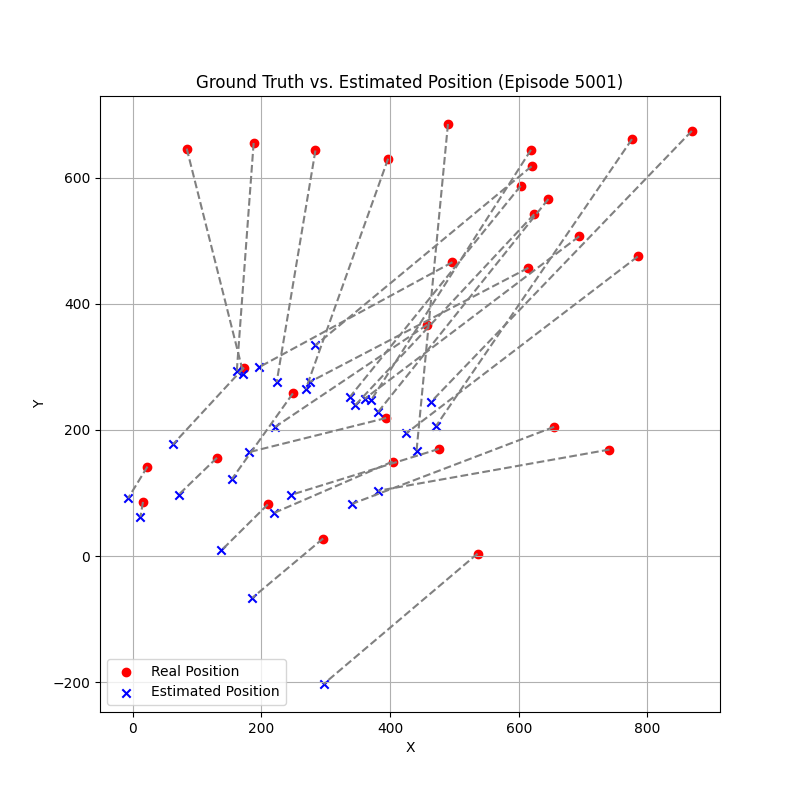 Ground Truth vs. Estimated Position (Episode 5001)
600
400
200
0
−200
Y
Real Position
Estimated Position
0 200 400 600 800
X